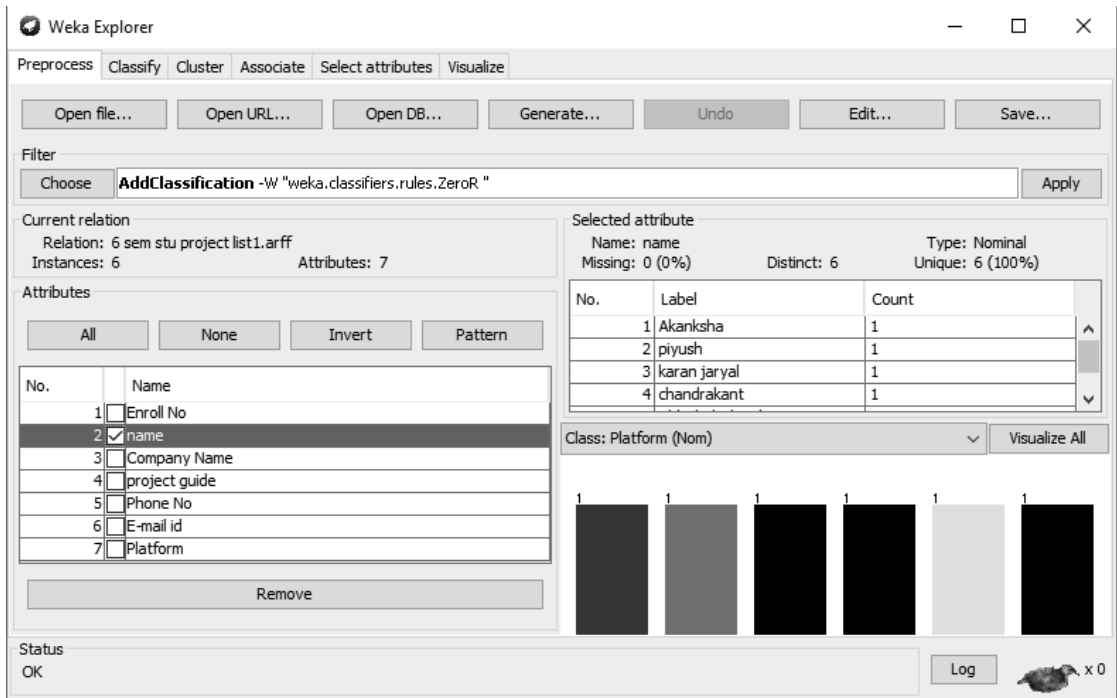 Weka Explorer
Preprocess Classify Cluster Associate Select attributes Visualize
Open file... Open URL... Open DB... Generate... Undo Edit... Save...
Filter
Choose AddClassification -W "weka.classifiers.rules.ZeroR " Apply
Current relation
Relation: 6 sem stu project list1.arff
Instances: 6 Attributes: 7
Attributes
All None Invert Pattern
No. Name
1 Enroll No
2 name
3 Company Name
4 project guide
5 Phone No
6 E-mail id
7 Platform
Remove
Selected attribute
Name: name Type: Nominal
Missing: 0 (0%) Distinct: 6 Unique: 6 (100%)
No. Label Count
1 Akanksha 1
2 piyush 1
3 karan jaryal 1
4 chandrakant 1
Class: Platform (Nom) Visualize All
1 1 1 1 1 1
Status
OK
Log x 0